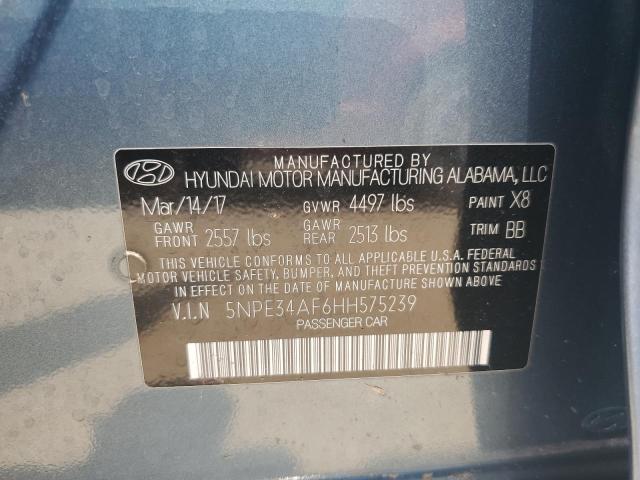 MANUFACTURED BY
HYUNDAI MOTOR MANUFACTURING ALABAMA, LLC
Mar/14/17 GVWR 4497 lbs PAINT X8
GAWR FRONT 2557 lbs GAWR REAR 2513 lbs TRIM BB
THIS VEHICLE CONFORMS TO ALL APPLICABLE U.S.A. FEDERAL
MOTOR VEHICLE SAFETY, BUMPER, AND THEFT PREVENTION STANDARDS
IN EFFECT ON THE DATE OF MANUFACTURE SHOWN ABOVE
V.I.N 5NPE34AF6HH575239
PASSENGER CAR